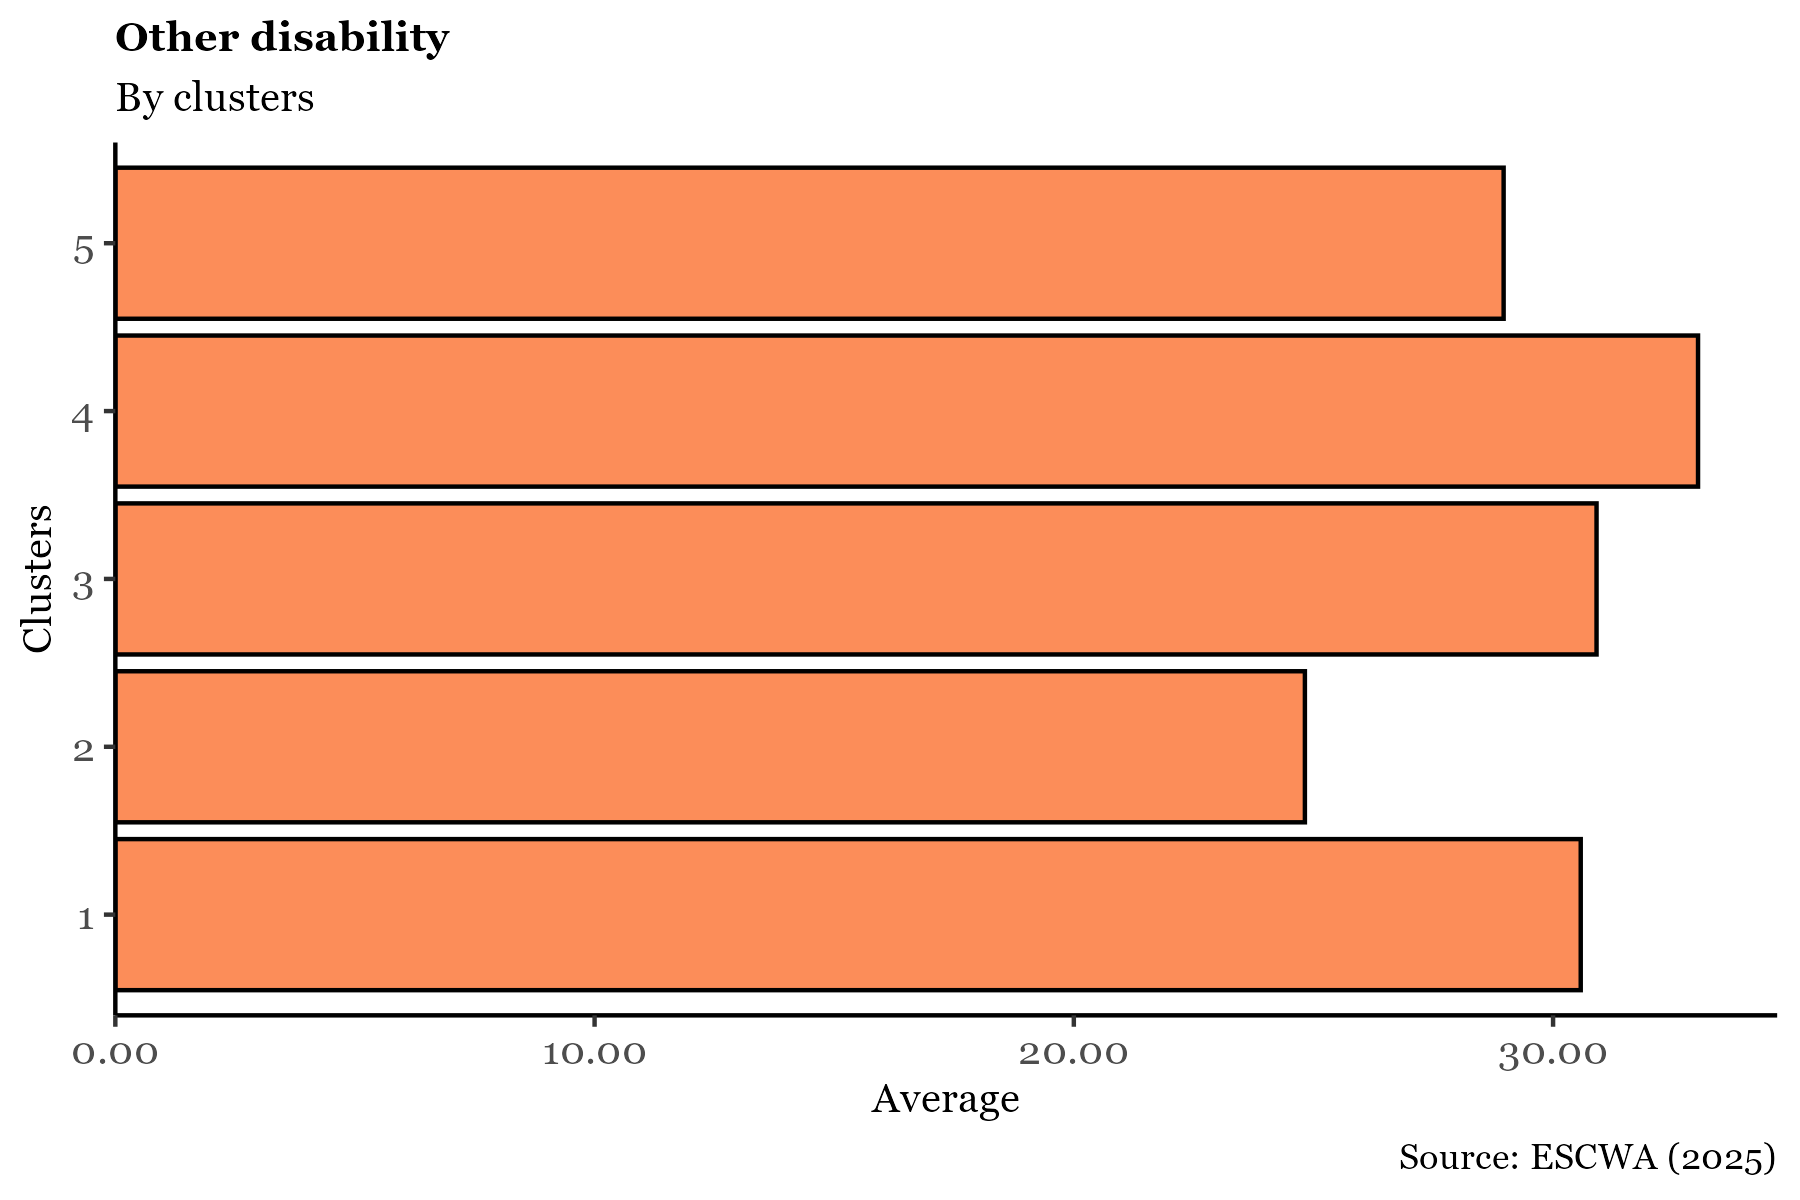 Other disability
By clusters
5
4
3
2
1
Clusters
0.00 10.00 20.00 30.00
Average
Source: ESCWA (2025)